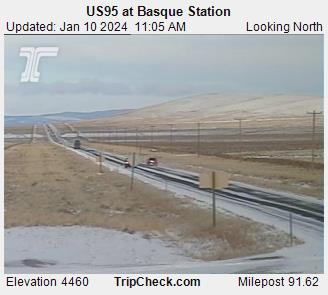 US95 at Basque Station
Updated: Jan 10 2024 11:05 AM Looking North
Elevation 4460 TripCheck.com Milepost 91.62